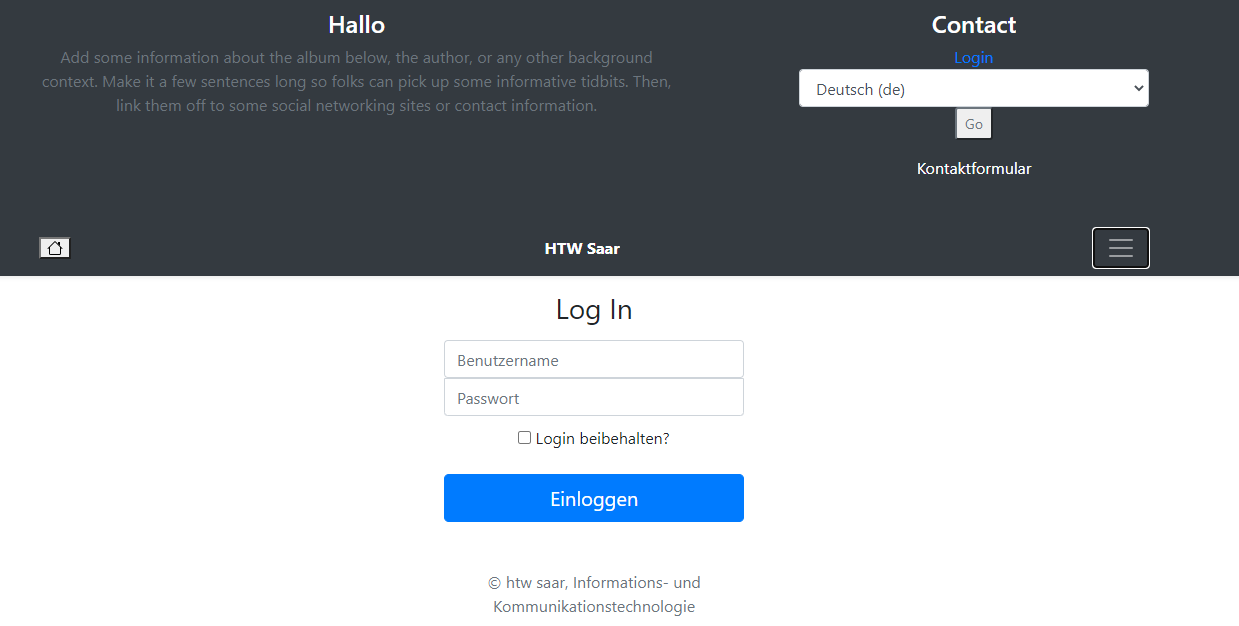 Hallo
Add some information about the album below, the author, or any other background
context. Make it a few sentences long so folks can pick up some informative tidbits. Then,
link them off to some social networking sites or contact information.
Contact
Login
Deutsch (de)
Go
Kontaktformular
HTW Saar
Log In
Benutzername
Passwort
Login beibehalten?
Einloggen
© htw saar, Informations- und
Kommunikationstechnologie